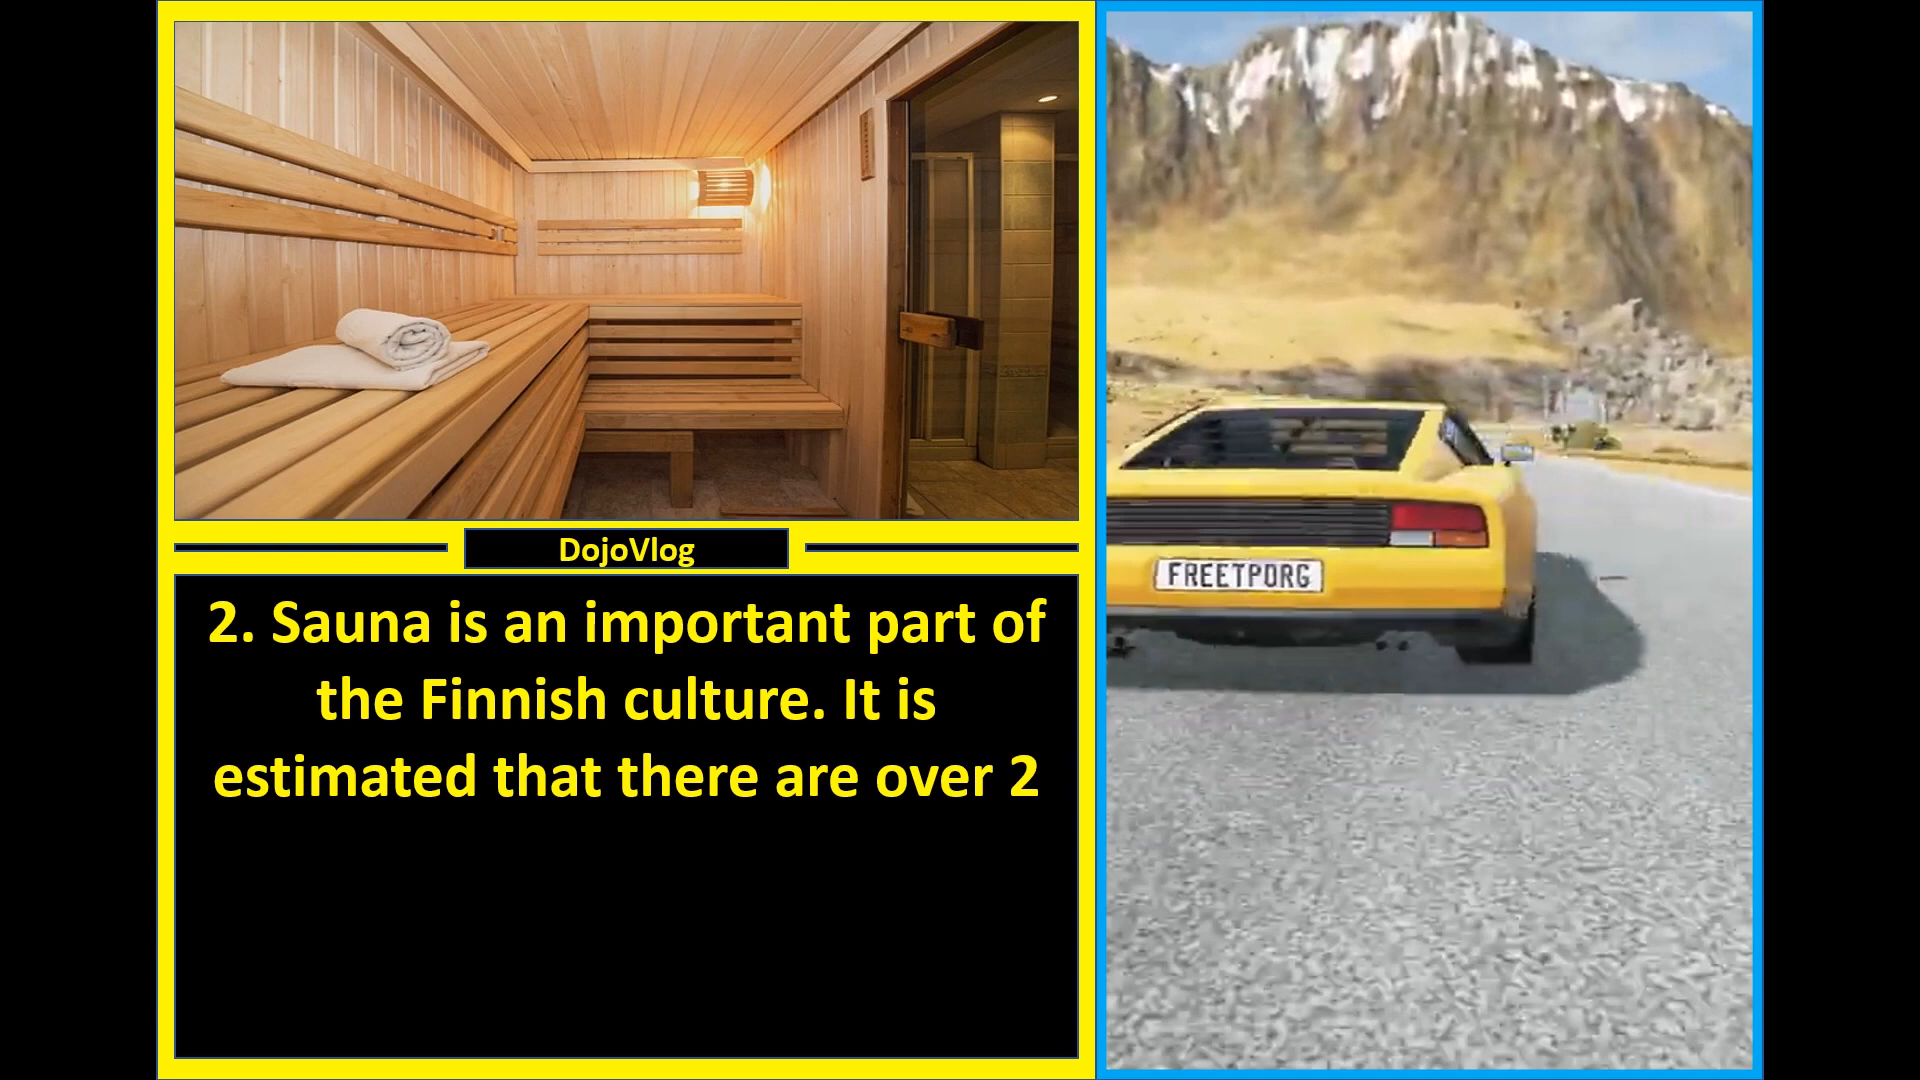 DojoVlog
2. Sauna is an important part of
the Finnish culture. It is
estimated that there are over 2
FREETPORG